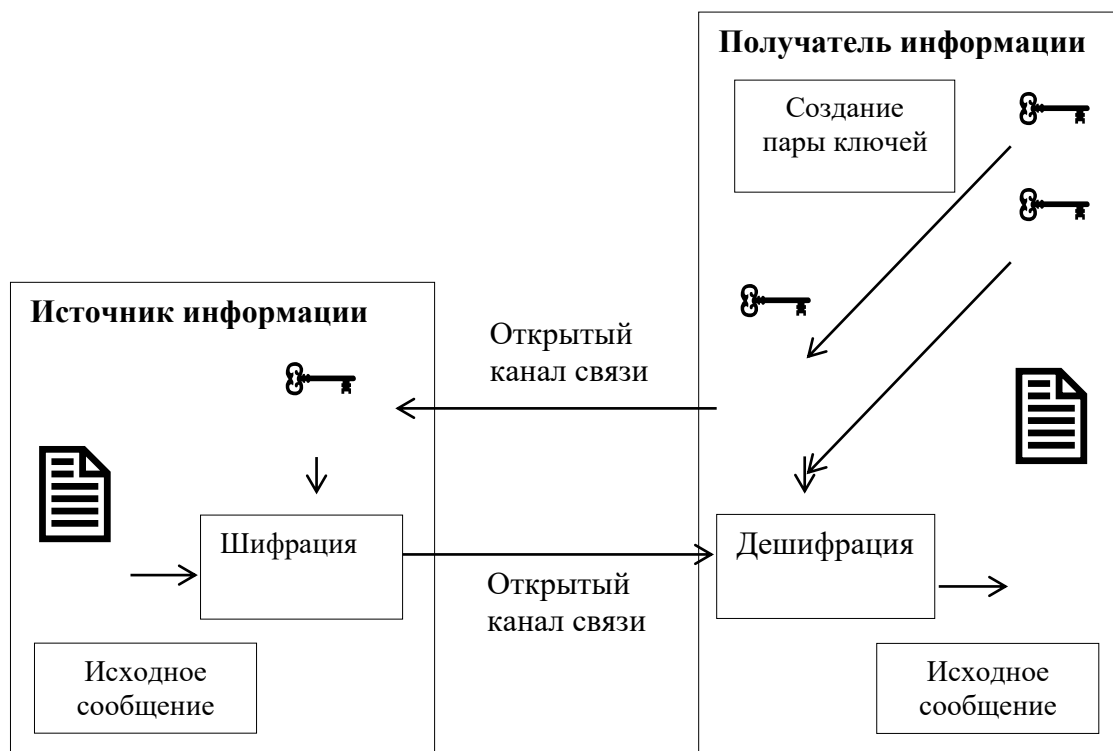 Получатель информации
Создание
пары ключей
Источник информации
Открытый
канал связи
Шифрация
Дешифрация
Открытый
канал связи
Исходное
сообщение
Исходное
сообщение